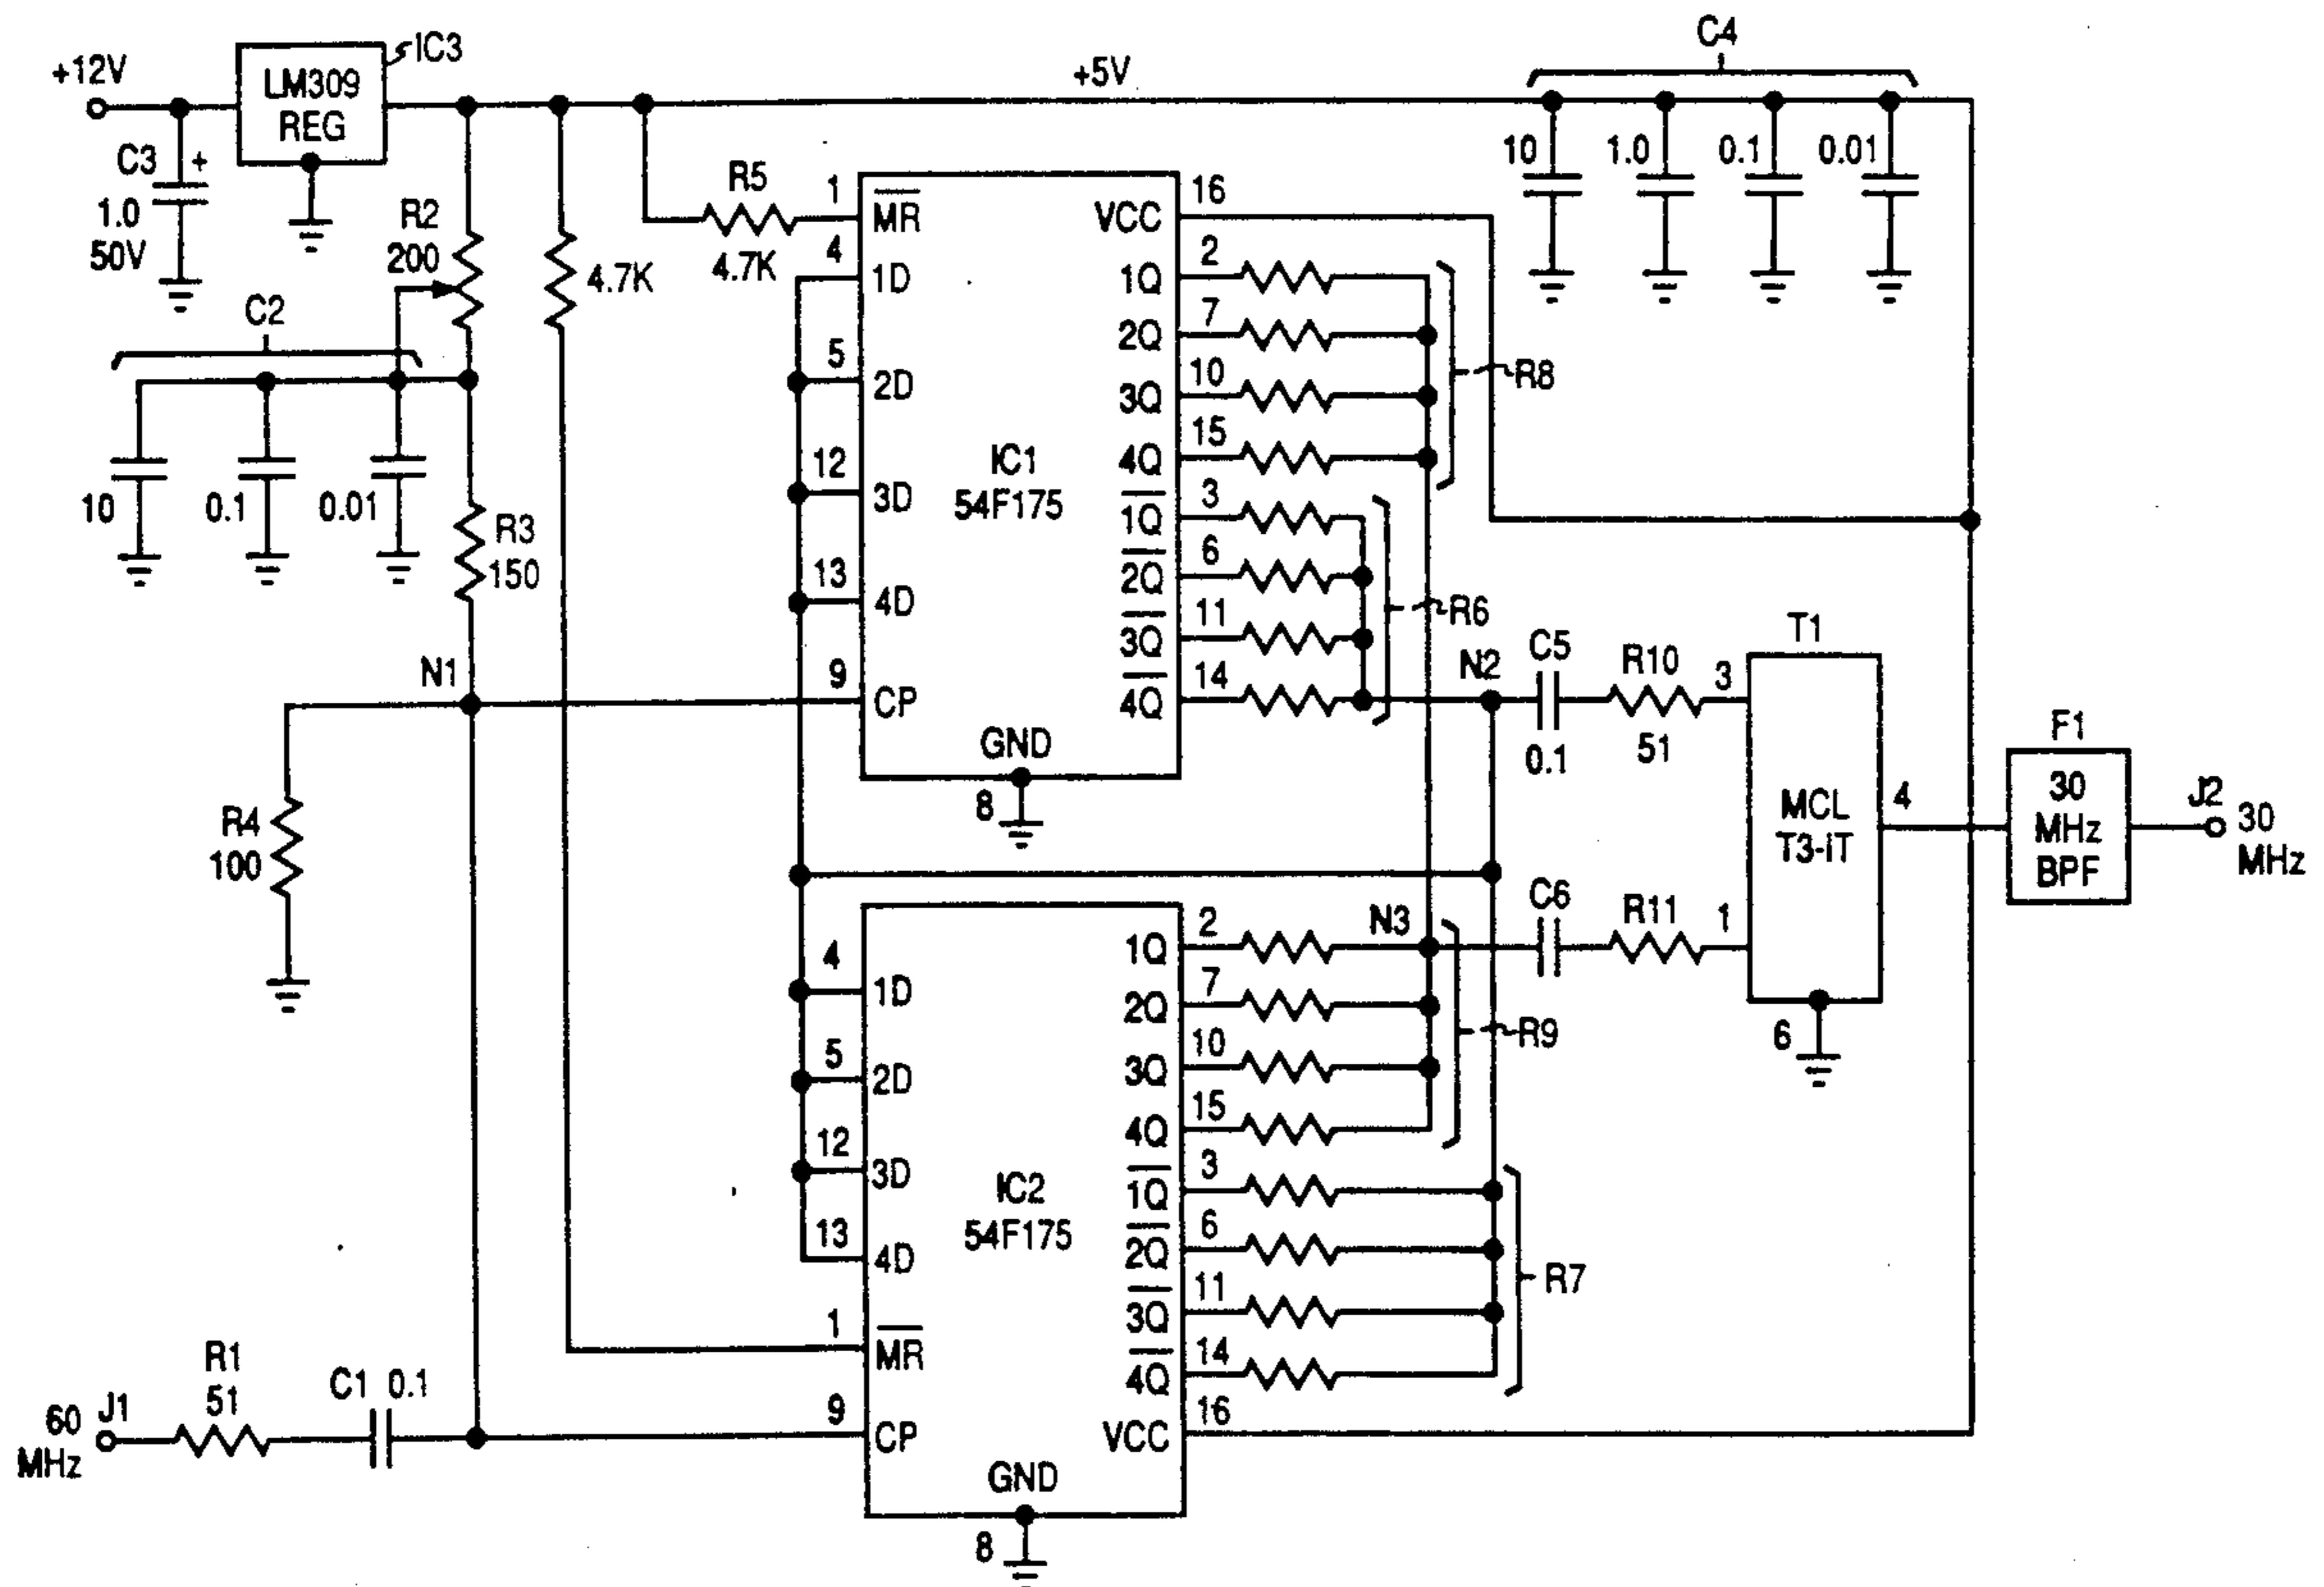 +12V
LM309
REG
IC3
+5V
C4
C3
+
1.0
50V
R2
200
4.7K
R5
4.7K
10
1.0
0.1
0.01
C2
10
0.1
0.01
R3
150
N1
R4
100
1
MR
4
1D
5
2D
12
3D
13
4D
9
CP
IC1
54F175
GND
8
16
VCC
2
1Q
7
2Q
10
3Q
15
4Q
3
1Q
6
2Q
11
3Q
14
4Q
R8
R6
N2
C5
0.1
R10
51
3
T1
MCL
T3-IT
4
F1
30
MHz
BPF
J2
30
MHz
N3
C6
R11
1
6
4
1D
5
2D
12
3D
13
4D
1
MR
9
CP
IC2
54F175
GND
8
2
1Q
7
2Q
10
3Q
15
4Q
3
1Q
6
2Q
11
3Q
14
4Q
16
VCC
R9
R7
60
MHz
J1
R1
51
C1
0.1